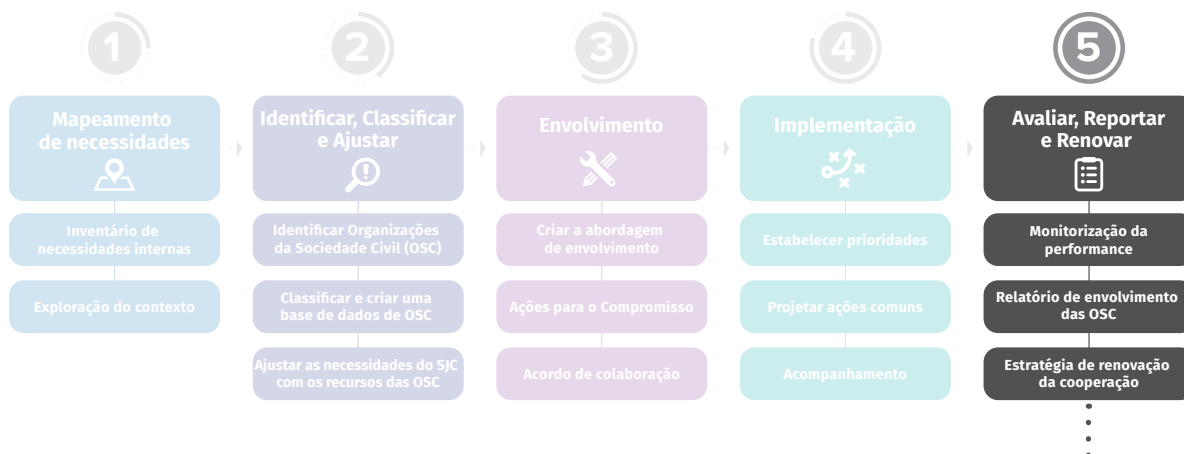 1
Mapeamento
de necessidades
Inventário de
necessidades internas
Exploração do contexto
2
Identificar, Classificar
e Ajustar
Identificar Organizações
da Sociedade Civil (OSC)
Classificar e criar uma
base de dados de OSC
Ajustar as necessidades do SJC
com os recursos das OSC
3
Envolvimento
Criar a abordagem
de envolvimento
Ações para o Compromisso
Acordo de colaboração
4
Implementação
Estabelecer prioridades
Projetar ações comuns
Acompanhamento
5
Avaliar, Reportar
e Renovar
Monitorização da
performance
Relatório de envolvimento
das OSC
Estratégia de renovação
da cooperação